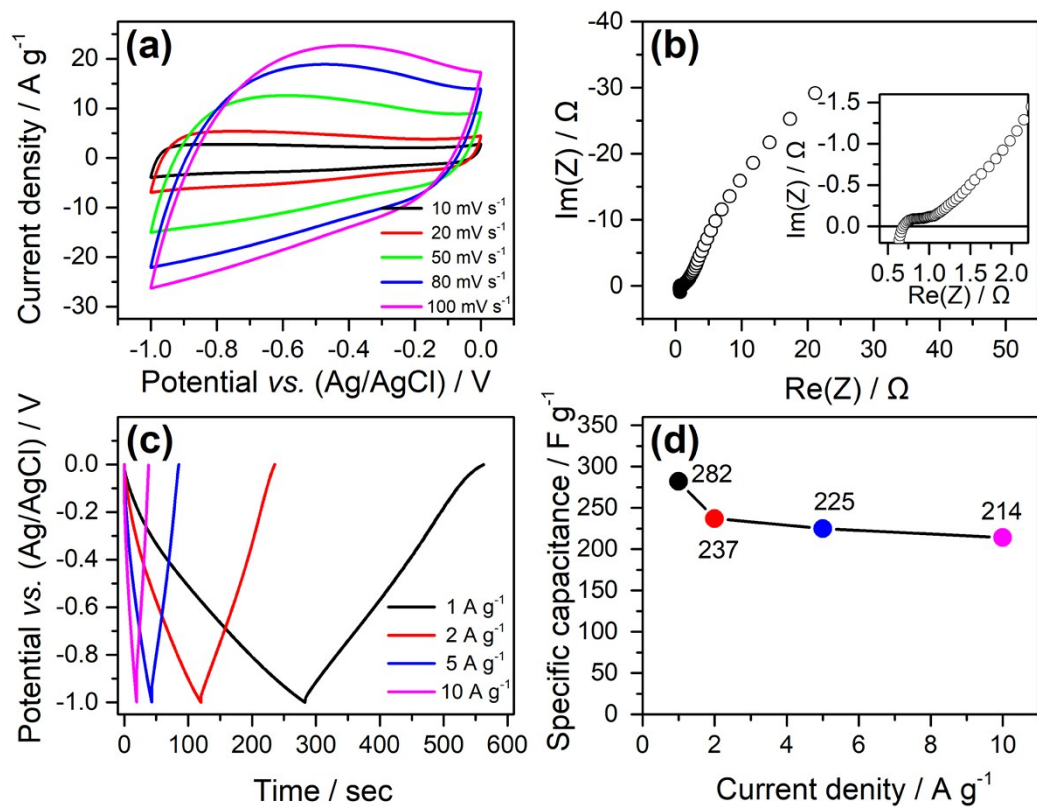 (a)
Current density / A g⁻¹
20
10
0
-10
-20
-30
10 mV s⁻¹
20 mV s⁻¹
50 mV s⁻¹
80 mV s⁻¹
100 mV s⁻¹
-1.0 -0.8 -0.6 -0.4 -0.2 0.0
Potential vs. (Ag/AgCl) / V
(b)
Im(Z) / Ω
-40
-30
-20
-10
0
0 10 20 30 40 50
Re(Z) / Ω
Im(Z) / Ω
-1.5
-1.0
-0.5
0.0
0.5 1.0 1.5 2.0
Re(Z) / Ω
(c)
Potential vs. (Ag/AgCl) / V
0.0
-0.2
-0.4
-0.6
-0.8
-1.0
1 A g⁻¹
2 A g⁻¹
5 A g⁻¹
10 A g⁻¹
0 100 200 300 400 500 600
Time / sec
(d)
Specific capacitance / F g⁻¹
350
300
250
200
150
100
50
0
282
237
225
214
0 2 4 6 8 10
Current denity / A g⁻¹